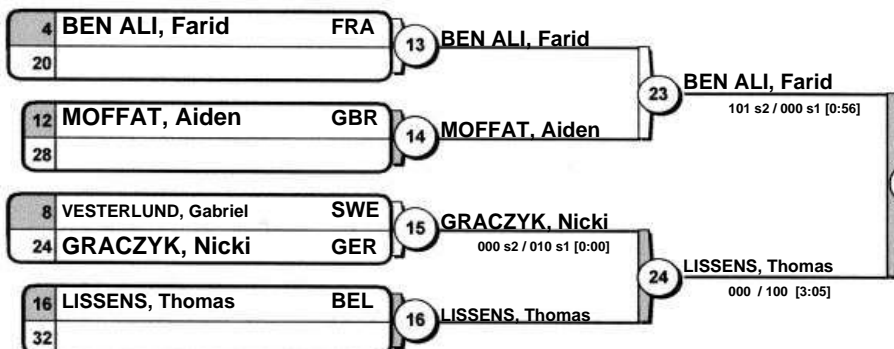 4 BEN ALI, Farid FRA
20
13 BEN ALI, Farid
12 MOFFAT, Aiden GBR
28
14 MOFFAT, Aiden
23 BEN ALI, Farid
101 s2 / 000 s1 [0:56]
8 VESTERLUND, Gabriel SWE
24 GRACZYK, Nicki GER
15 GRACZYK, Nicki
000 s2 / 010 s1 [0:00]
16 LISSENS, Thomas BEL
32
16 LISSENS, Thomas
24 LISSENS, Thomas
000 / 100 [3:05]